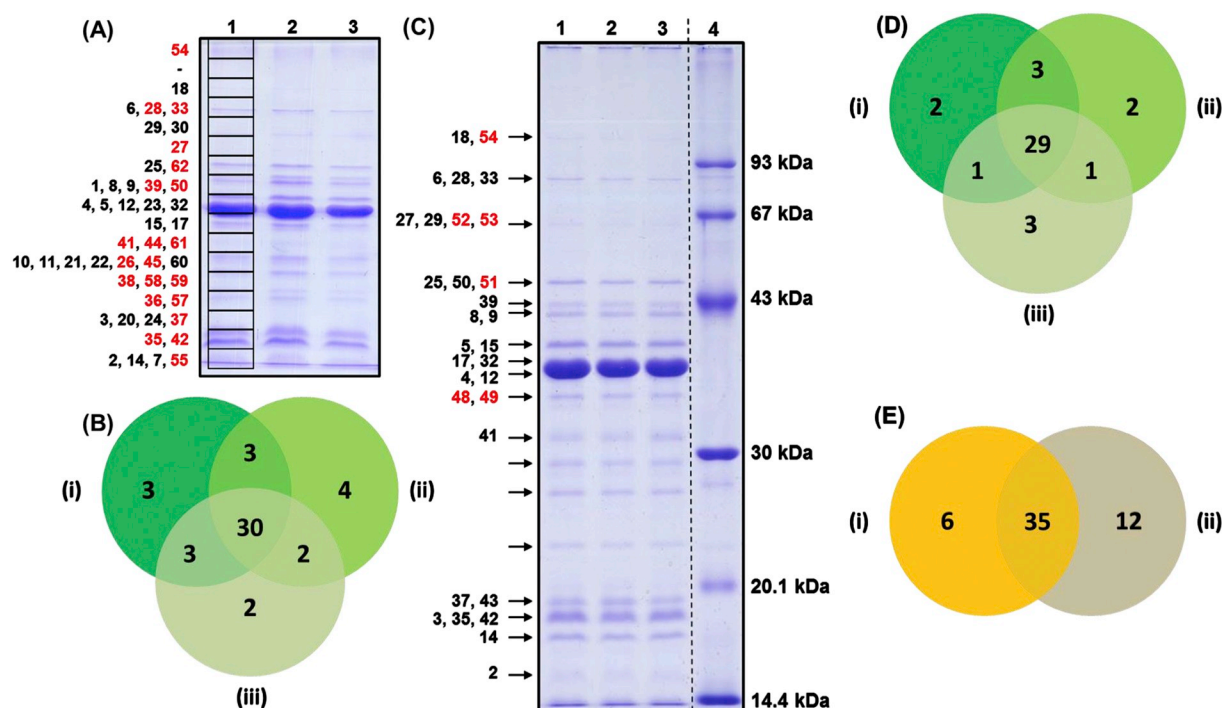 (A)
1 2 3
54
-
18
6, 28, 33
29, 30
27
25, 62
1, 8, 9, 39, 50
4, 5, 12, 23, 32
15, 17
41, 44, 61
10, 11, 21, 22, 26, 45, 60
38, 58, 59
36, 57
3, 20, 24, 37
35, 42
2, 14, 7, 55
(B)
3
3
(i)
4
(ii)
30
3
2
2
(iii)
(C)
1 2 3 4
18, 54
93 kDa
6, 28, 33
67 kDa
27, 29, 52, 53
25, 50, 51
43 kDa
39
8, 9
5, 15
17, 32
4, 12
48, 49
41
30 kDa
20.1 kDa
37, 43
3, 35, 42
14
2
14.4 kDa
(D)
3
(i)
2
2
(ii)
29
1
1
3
(iii)
(E)
(i)
6
35
12
(ii)